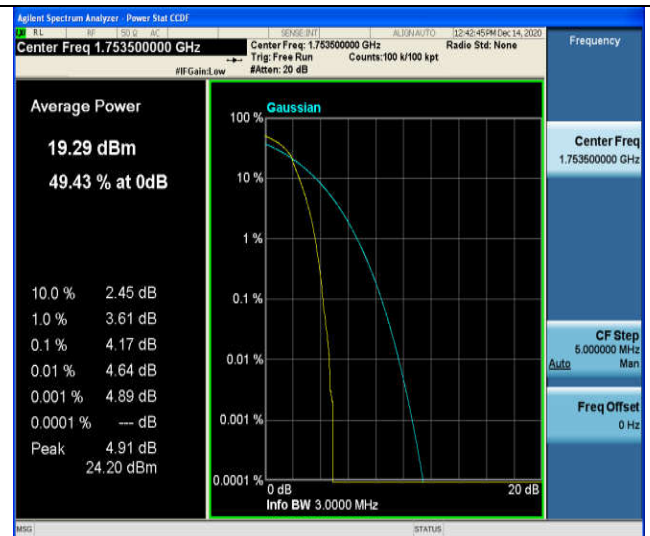 Agilent Spectrum Analyzer - Power Stat CCDF
RL RF 50 Ω AC SENSE:INT ALIGN AUTO 12:42:45 PM Dec 14, 2020
Center Freq 1.753500000 GHz
Center Freq: 1.753500000 GHz Radio Std: None
Trig: Free Run Counts:100 k/100 kpt
#IFGain:Low #Atten: 20 dB
Frequency
Average Power
19.29 dBm
49.43 % at 0dB
10.0 % 2.45 dB
1.0 % 3.61 dB
0.1 % 4.17 dB
0.01 % 4.64 dB
0.001 % 4.89 dB
0.0001 % --- dB
Peak 4.91 dB
24.20 dBm
Gaussian
100 %
10 %
1 %
0.1 %
0.01 %
0.001 %
0.0001 %
0 dB 20 dB
Info BW 3.0000 MHz
Center Freq
1.753500000 GHz
CF Step
5.000000 MHz
Auto Man
Freq Offset
0 Hz
MSG STATUS